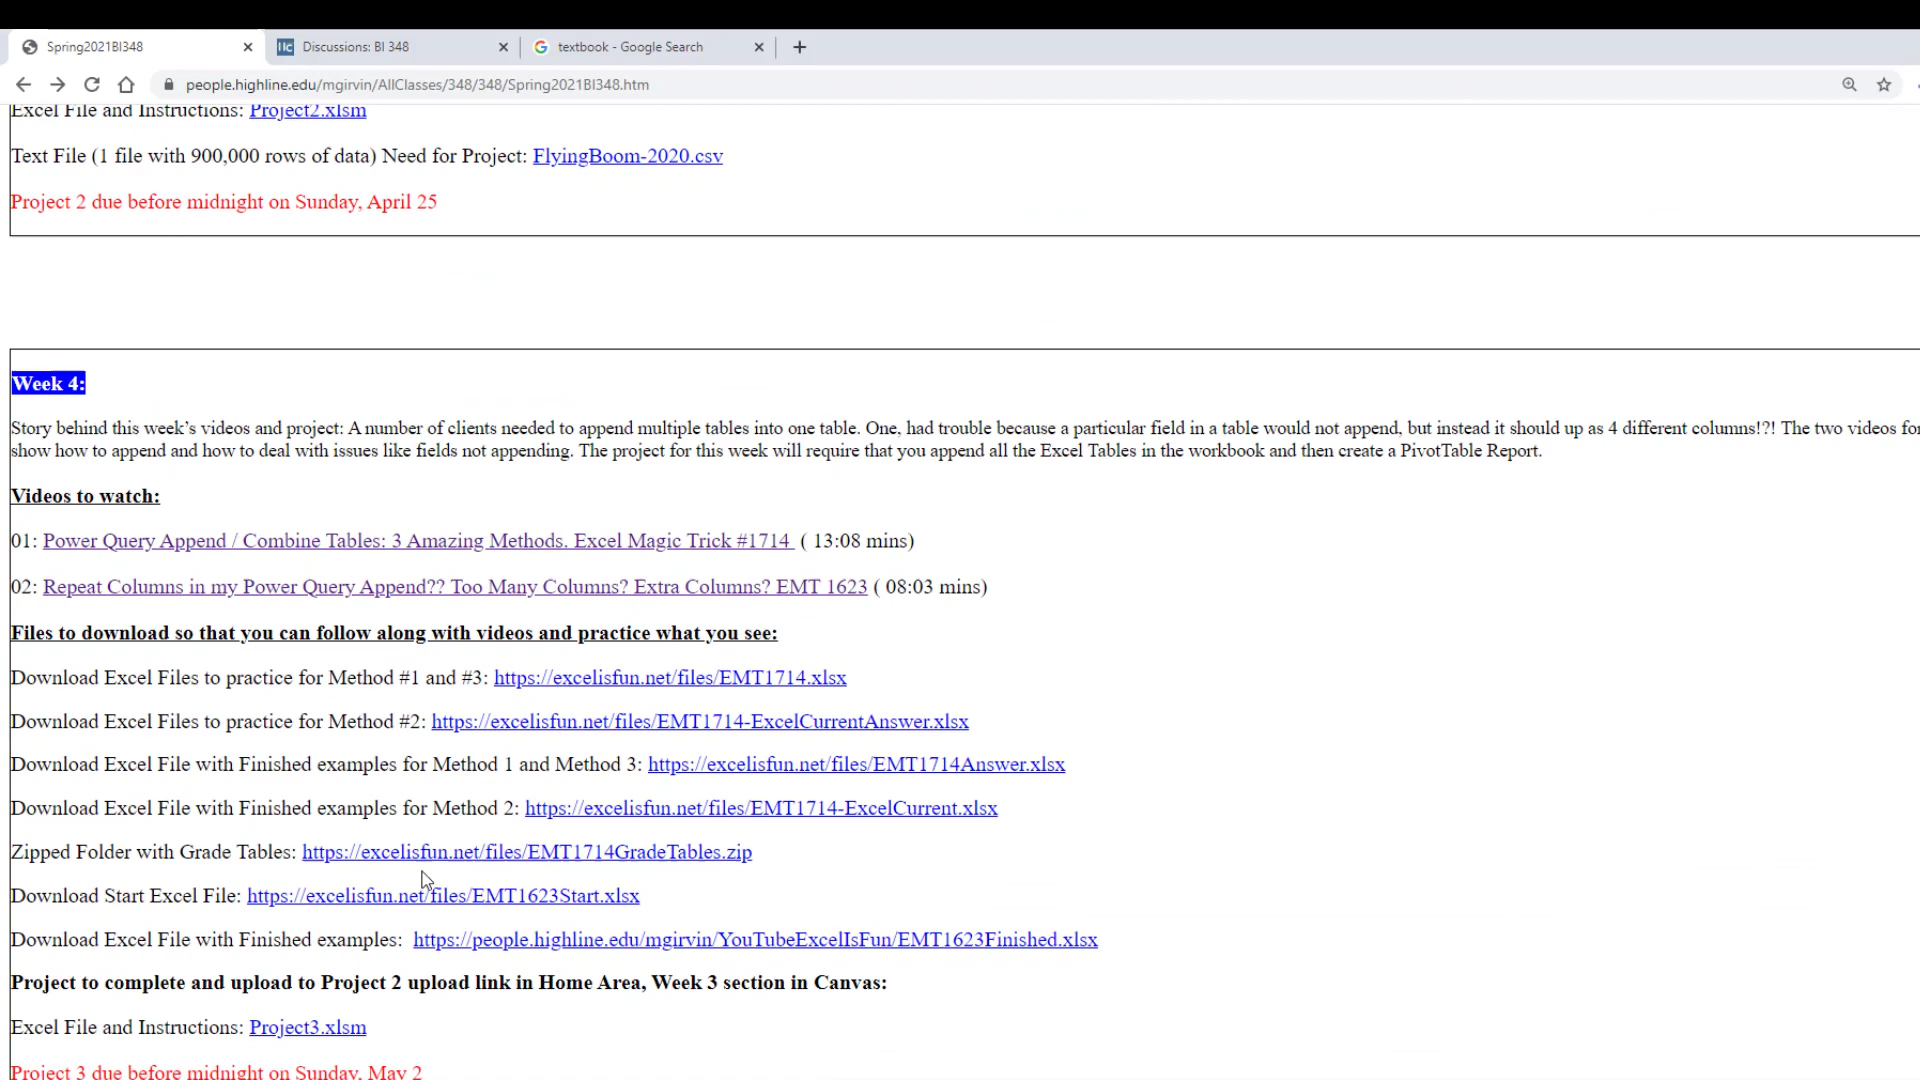 Spring2021BI348
Discussions: BI 348
textbook - Google Search
people.highline.edu/mgirvin/AllClasses/348/348/Spring2021BI348.htm
Excel File and Instructions: Project2.xlsm
Text File (1 file with 900,000 rows of data) Need for Project: FlyingBoom-2020.csv
Project 2 due before midnight on Sunday, April 25
Week 4:
Story behind this week’s videos and project: A number of clients needed to append multiple tables into one table. One, had trouble because a particular field in a table would not append, but instead it should up as 4 different columns!?! The two videos for
show how to append and how to deal with issues like fields not appending. The project for this week will require that you append all the Excel Tables in the workbook and then create a PivotTable Report.
Videos to watch:
01: Power Query Append / Combine Tables: 3 Amazing Methods. Excel Magic Trick #1714 ( 13:08 mins)
02: Repeat Columns in my Power Query Append?? Too Many Columns? Extra Columns? EMT 1623 ( 08:03 mins)
Files to download so that you can follow along with videos and practice what you see:
Download Excel Files to practice for Method #1 and #3: https://excelisfun.net/files/EMT1714.xlsx
Download Excel Files to practice for Method #2: https://excelisfun.net/files/EMT1714-ExcelCurrentAnswer.xlsx
Download Excel File with Finished examples for Method 1 and Method 3: https://excelisfun.net/files/EMT1714Answer.xlsx
Download Excel File with Finished examples for Method 2: https://excelisfun.net/files/EMT1714-ExcelCurrent.xlsx
Zipped Folder with Grade Tables: https://excelisfun.net/files/EMT1714GradeTables.zip
Download Start Excel File: https://excelisfun.net/files/EMT1623Start.xlsx
Download Excel File with Finished examples: https://people.highline.edu/mgirvin/YouTubeExcelIsFun/EMT1623Finished.xlsx
Project to complete and upload to Project 2 upload link in Home Area, Week 3 section in Canvas:
Excel File and Instructions: Project3.xlsm
Project 3 due before midnight on Sunday, May 2